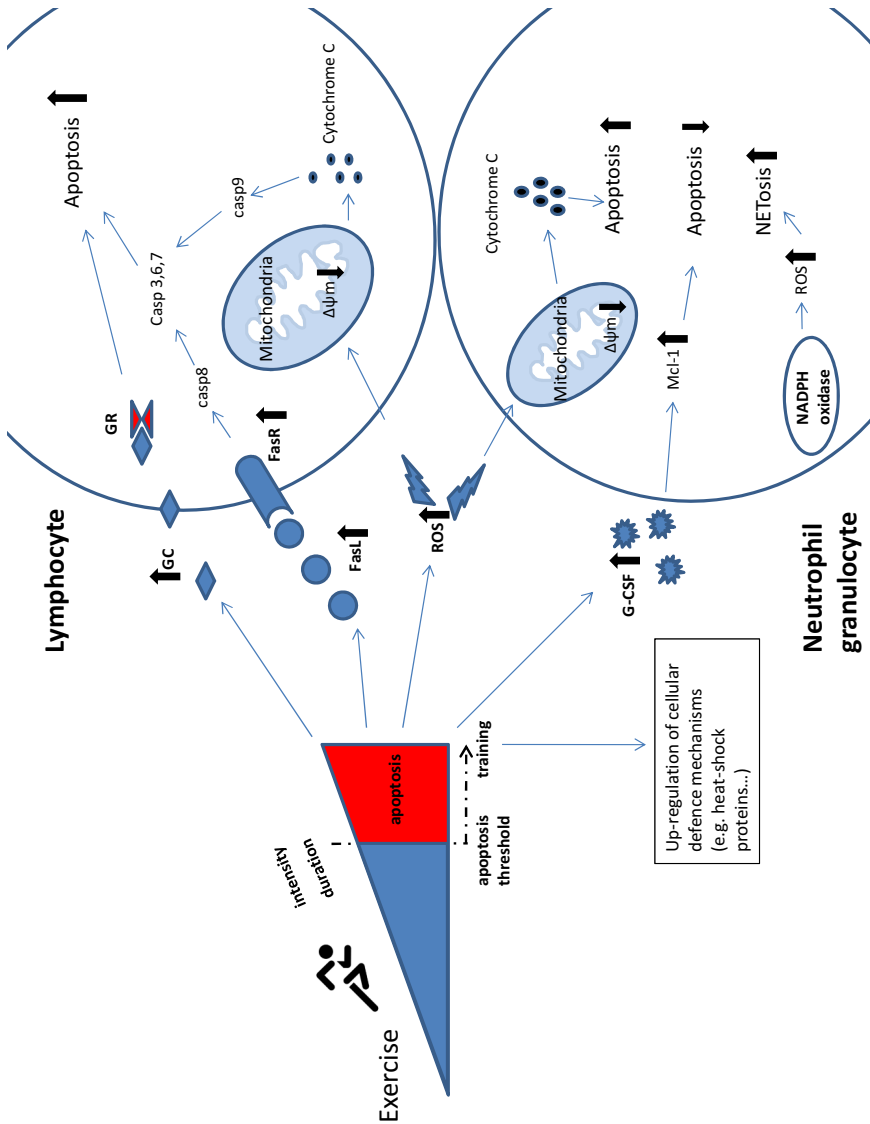 Exercise
intensity
duration
apoptosis
apoptosis
threshold
training
Up-regulation of cellular
defence mechanisms
(e.g. heat-shock
proteins...)
Lymphocyte
GC
GR
FasL
FasR
casp8
Casp 3,6,7
casp9
Apoptosis
Mitochondria
Δψm
Cytochrome C
ROS
G-CSF
Neutrophil
granulocyte
Mitochondria
Δψm
Cytochrome C
Apoptosis
Mcl-1
Apoptosis
NADPH
oxidase
ROS
NETosis